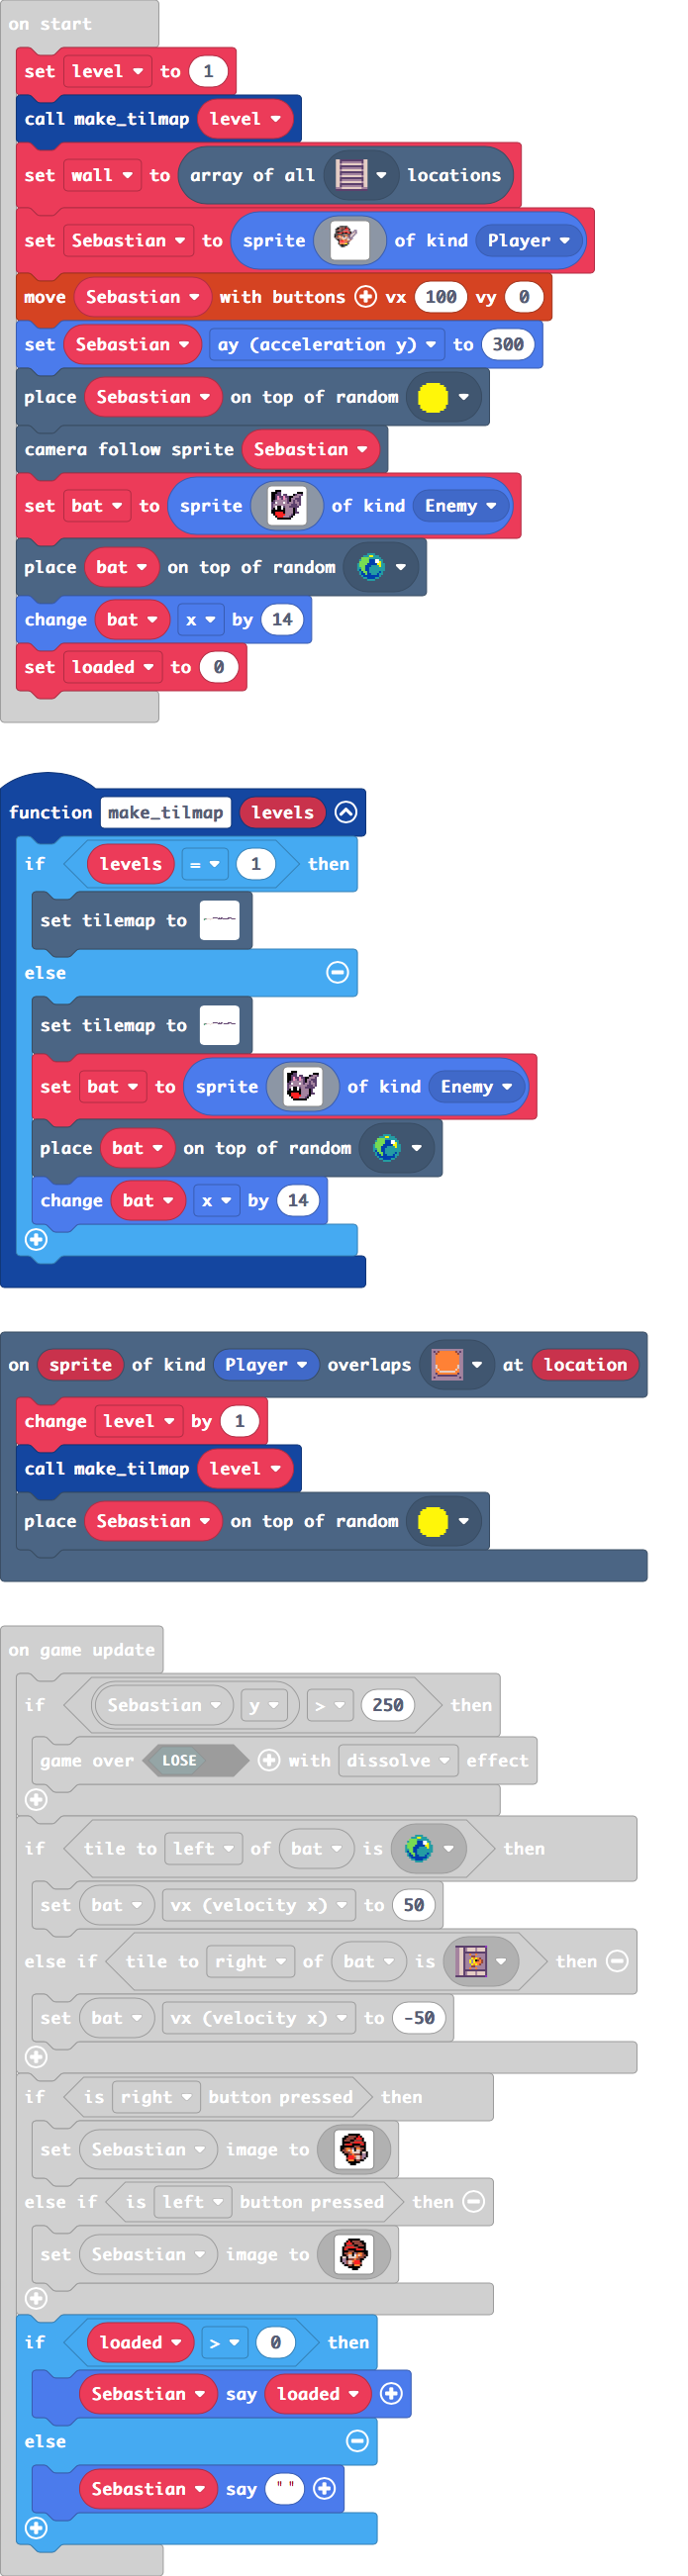 on start
set level to 1
call make_tilmap level
set wall to array of all locations
set Sebastian to sprite of kind Player
move Sebastian with buttons vx 100 vy 0
set Sebastian ay (acceleration y) to 300
place Sebastian on top of random
camera follow sprite Sebastian
set bat to sprite of kind Enemy
place bat on top of random
change bat x by 14
set loaded to 0
function make_tilmap levels
if levels = 1 then
set tilemap to
else
set tilemap to
set bat to sprite of kind Enemy
place bat on top of random
change bat x by 14
on sprite of kind Player overlaps at location
change level by 1
call make_tilmap level
place Sebastian on top of random
on game update
if Sebastian y > 250 then
game over LOSE with dissolve effect
if tile to left of bat is then
set bat vx (velocity x) to 50
else if tile to right of bat is then
set bat vx (velocity x) to -50
if is right button pressed then
set Sebastian image to
else if is left button pressed then
set Sebastian image to
if loaded > 0 then
Sebastian say loaded
else
Sebastian say " "